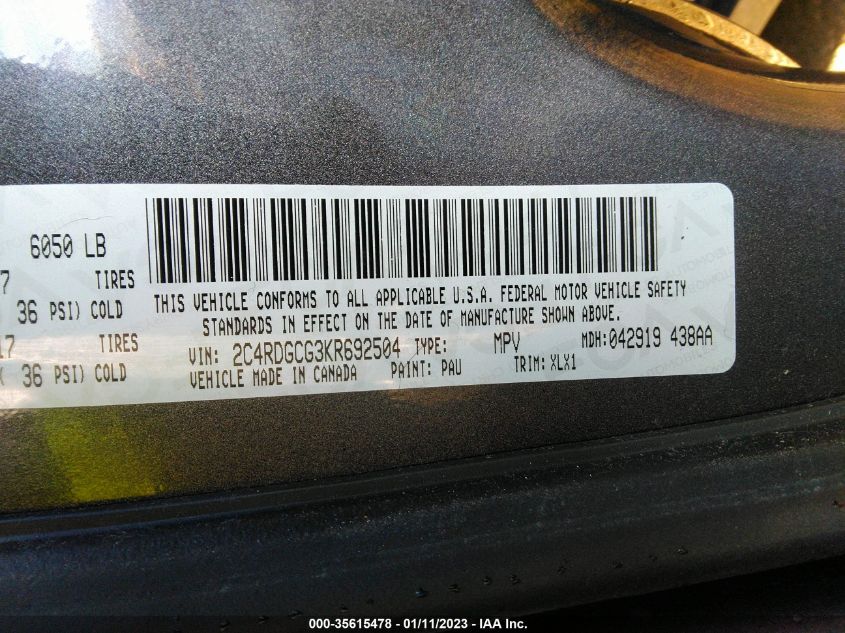 6050 LB
7 TIRES
36 PSI) COLD
17 TIRES
36 PSI) COLD
THIS VEHICLE CONFORMS TO ALL APPLICABLE U.S.A. FEDERAL MOTOR VEHICLE SAFETY
STANDARDS IN EFFECT ON THE DATE OF MANUFACTURE SHOWN ABOVE.
VIN: 2C4RDGCG3KR692504 TYPE: MPV MDH:042919 438AA
VEHICLE MADE IN CANADA PAINT: PAU TRIM: XLX1
000-35615478 - 01/11/2023 - IAA Inc.